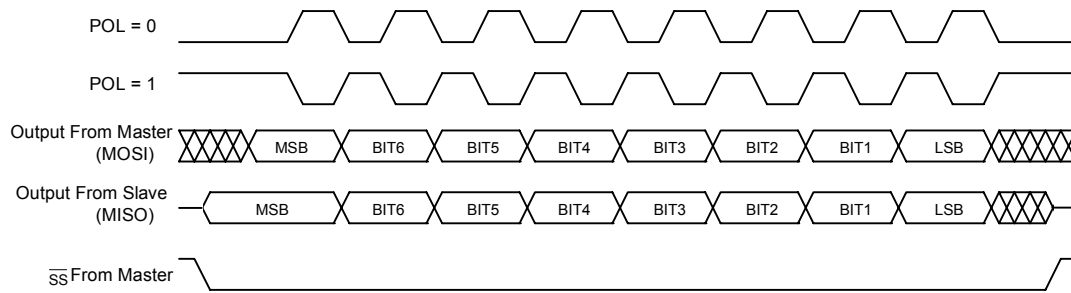 POL = 0
POL = 1
Output From Master
(MOSI)
MSB BIT6 BIT5 BIT4 BIT3 BIT2 BIT1 LSB
Output From Slave
(MISO)
MSB BIT6 BIT5 BIT4 BIT3 BIT2 BIT1 LSB
S̅S̅ From Master